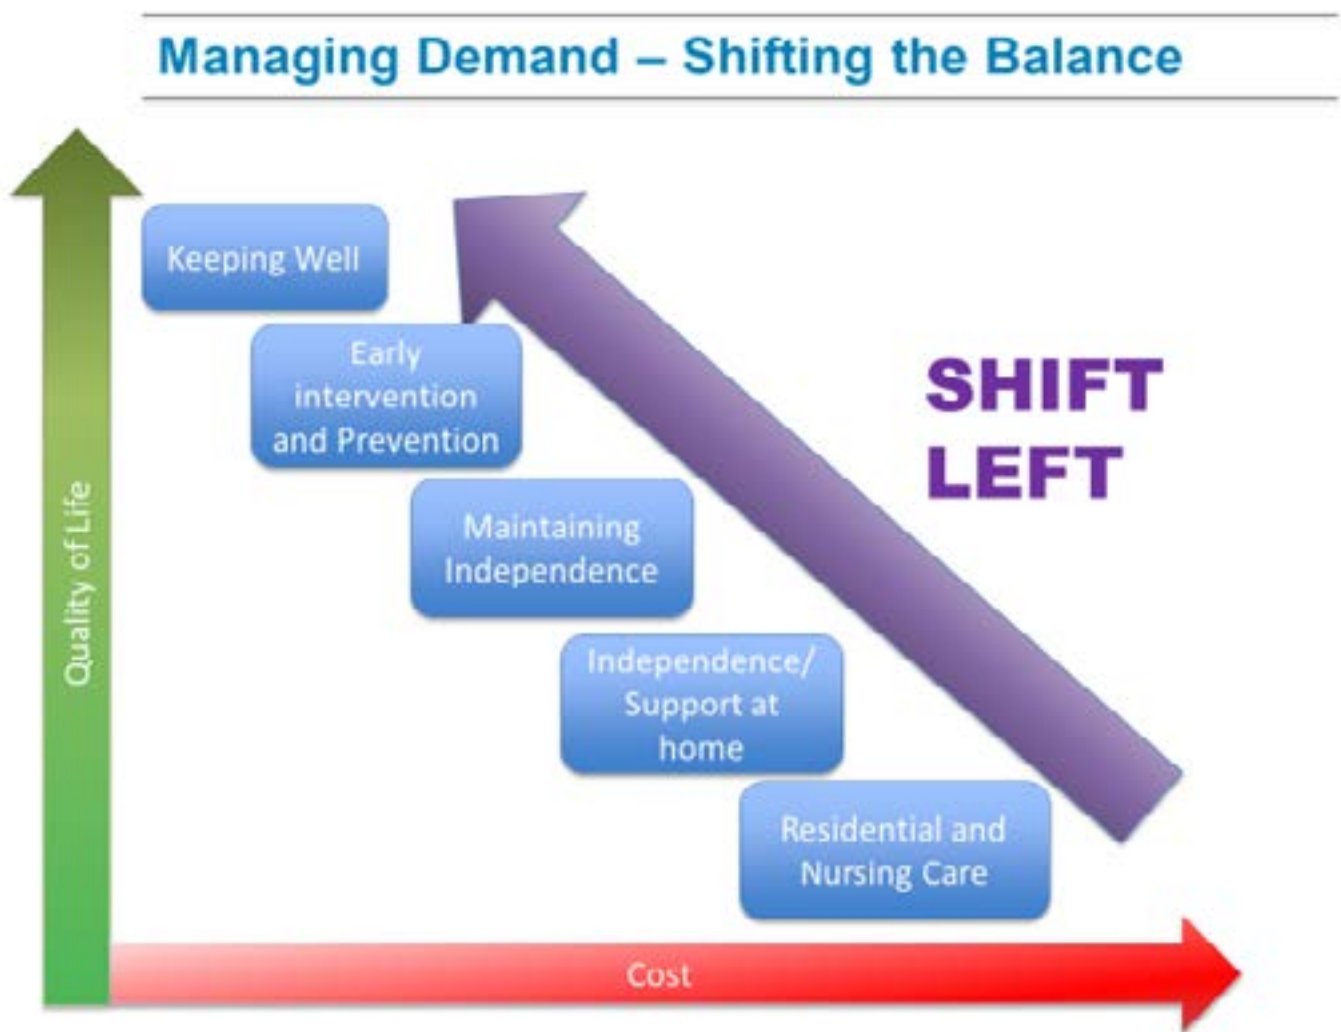 Managing Demand – Shifting the Balance
Keeping Well
Early
intervention
and Prevention
SHIFT
LEFT
Maintaining
Independence
Quality of Life
Independence/
Support at
home
Residential and
Nursing Care
Cost